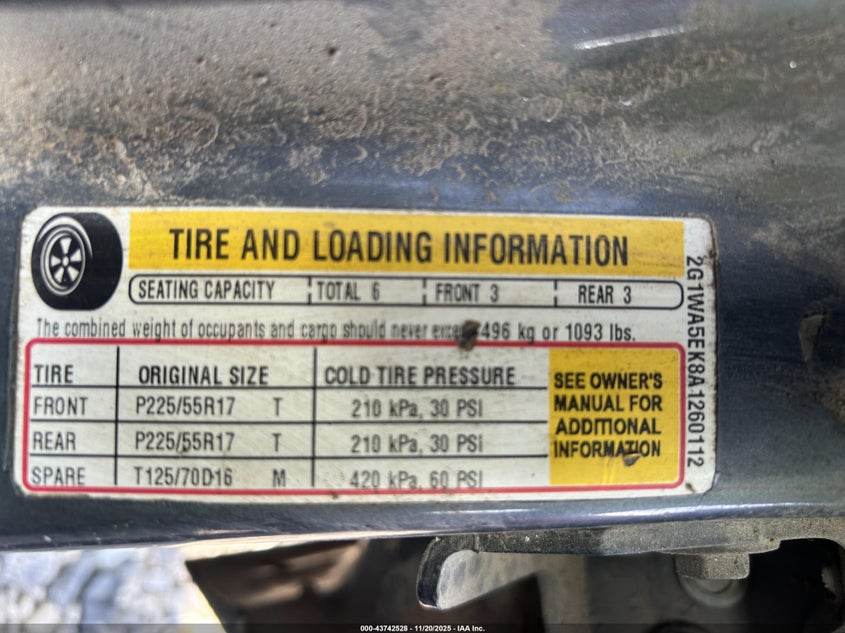 TIRE AND LOADING INFORMATION
SEATING CAPACITY TOTAL 6 FRONT 3 REAR 3
The combined weight of occupants and cargo should never 496 kg or 1093 lbs.
TIRE ORIGINAL SIZE COLD TIRE PRESSURE
FRONT P225/55R17 T 210 kPa, 30 PSI
REAR P225/55R17 T 210 kPa, 30 PSI
SPARE T125/70D16 M 420 kPa, 60 PSI
SEE OWNER'S
MANUAL FOR
ADDITIONAL
INFORMATION
2G1WA5EK8A1260112
000-43742528 - 11/20/2025 - IAA Inc.